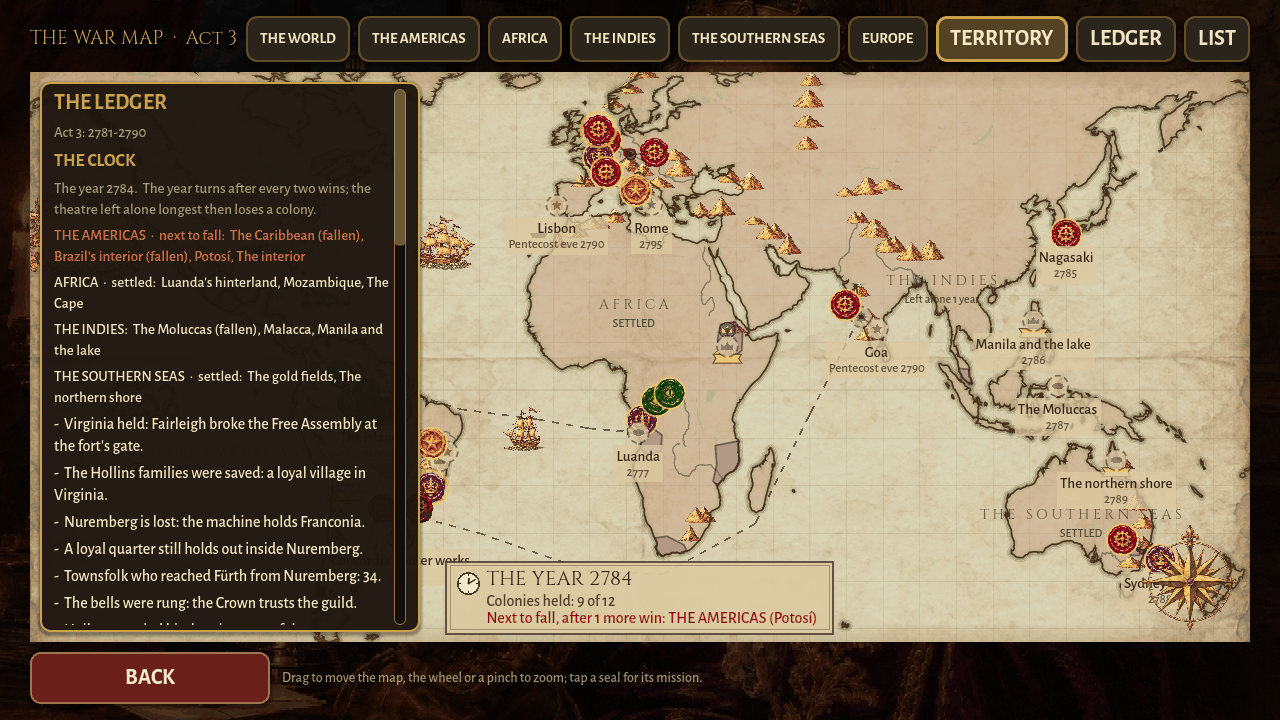 THE WAR MAP · ACT 3
THE WORLD
THE AMERICAS
AFRICA
THE INDIES
THE SOUTHERN SEAS
EUROPE
TERRITORY
LEDGER
LIST
THE LEDGER
Act 3: 2781-2790
THE CLOCK
The year 2784. The year turns after every two wins; the
theatre left alone longest then loses a colony.
THE AMERICAS · next to fall: The Caribbean (fallen),
Brazil's interior (fallen), Potosí, The interior
AFRICA · settled: Luanda's hinterland, Mozambique, The
Cape
THE INDIES: The Moluccas (fallen), Malacca, Manila and
the lake
THE SOUTHERN SEAS · settled: The gold fields, The
northern shore
- Virginia held: Fairleigh broke the Free Assembly at
the fort's gate.
- The Hollins families were saved: a loyal village in
Virginia.
- Nuremberg is lost: the machine holds Franconia.
- A loyal quarter still holds out inside Nuremberg.
- Townsfolk who reached Fürth from Nuremberg: 34.
- The bells were rung: the Crown trusts the guild.
Lisbon
Pentecost eve 2790
Rome
2795
Nagasaki
2785
AFRICA
SETTLED
THE INDIES
Left alone 1 year
Goa
Pentecost eve 2790
Manila and the lake
2786
The Moluccas
2787
Luanda
2777
The northern shore
2789
THE SOUTHERN SEAS
SETTLED
Sydney
er works
THE YEAR 2784
Colonies held: 9 of 12
Next to fall, after 1 more win: THE AMERICAS (Potosí)
BACK
Drag to move the map, the wheel or a pinch to zoom; tap a seal for its mission.